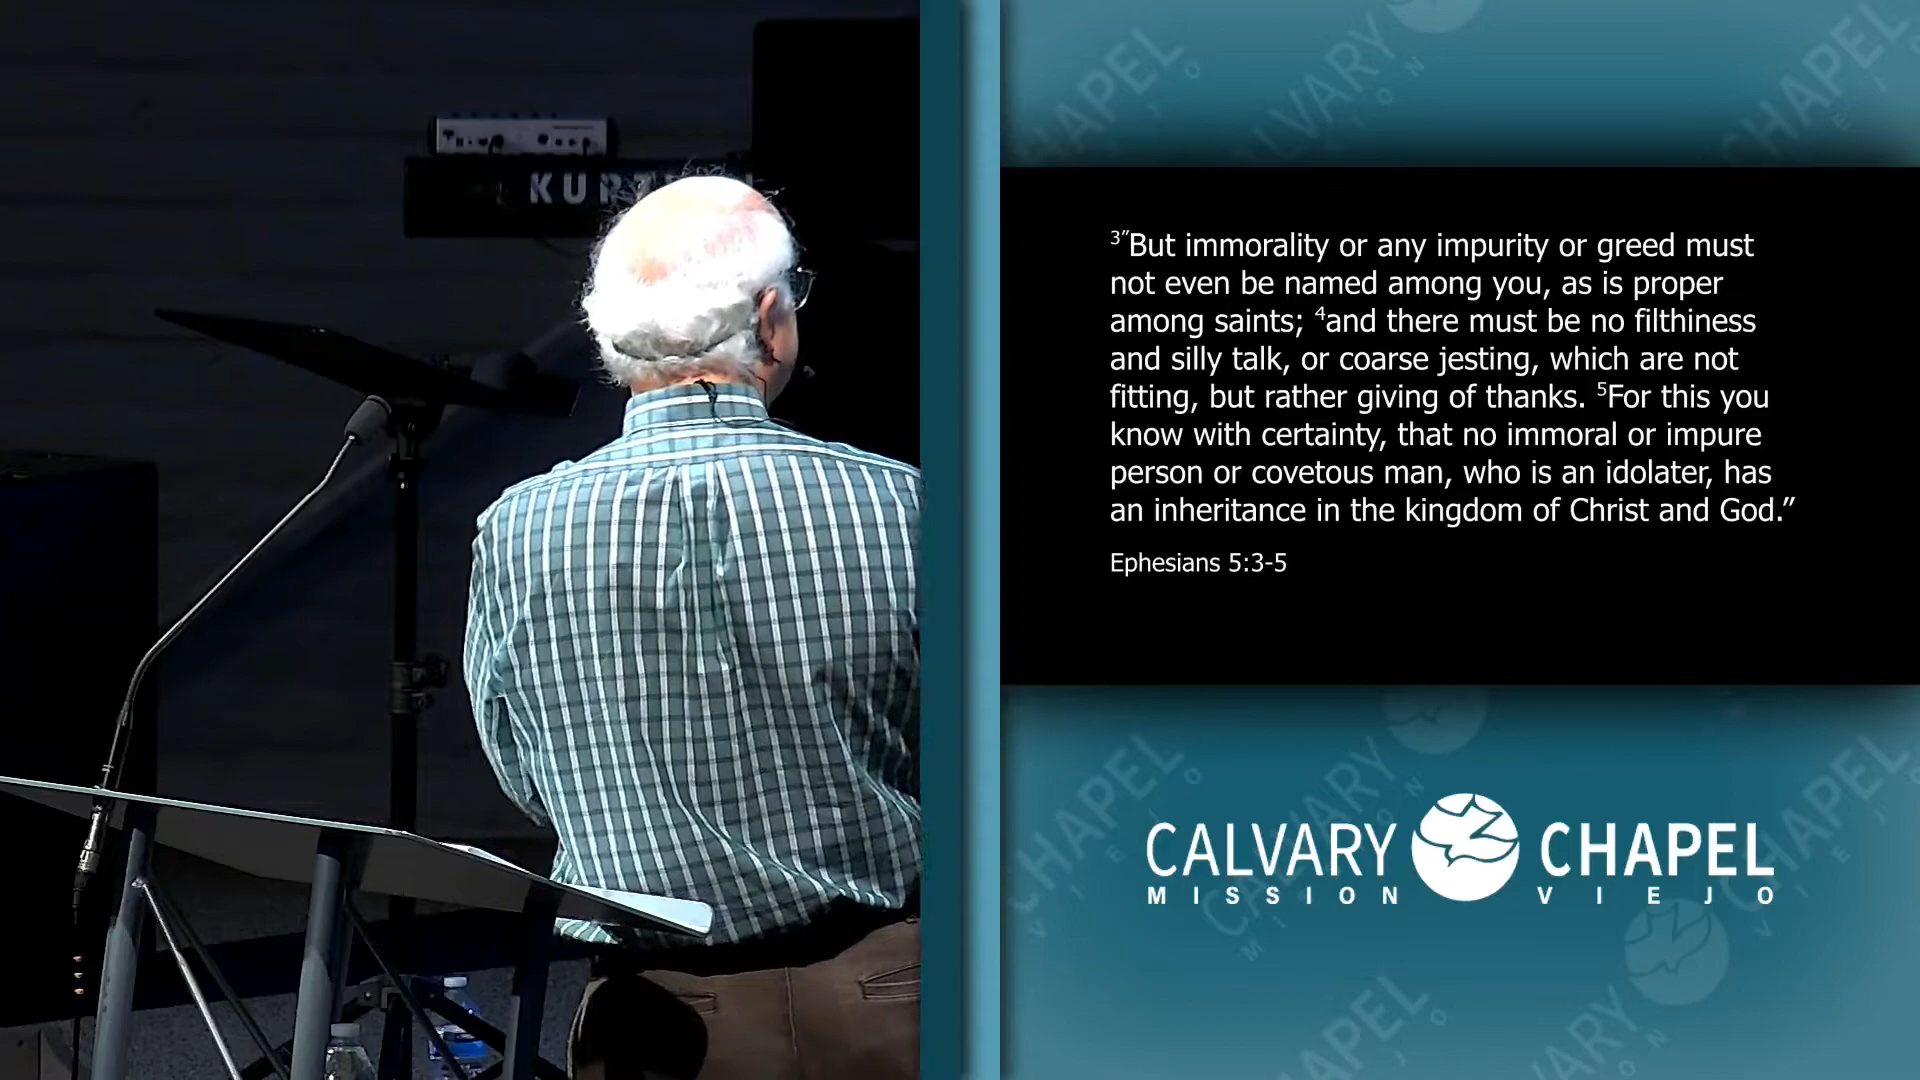 KURZ
³"But immorality or any impurity or greed must
not even be named among you, as is proper
among saints; ⁴and there must be no filthiness
and silly talk, or coarse jesting, which are not
fitting, but rather giving of thanks. ⁵For this you
know with certainty, that no immoral or impure
person or covetous man, who is an idolater, has
an inheritance in the kingdom of Christ and God.”
Ephesians 5:3-5
CALVARY CHAPEL
MISSION VIEJO